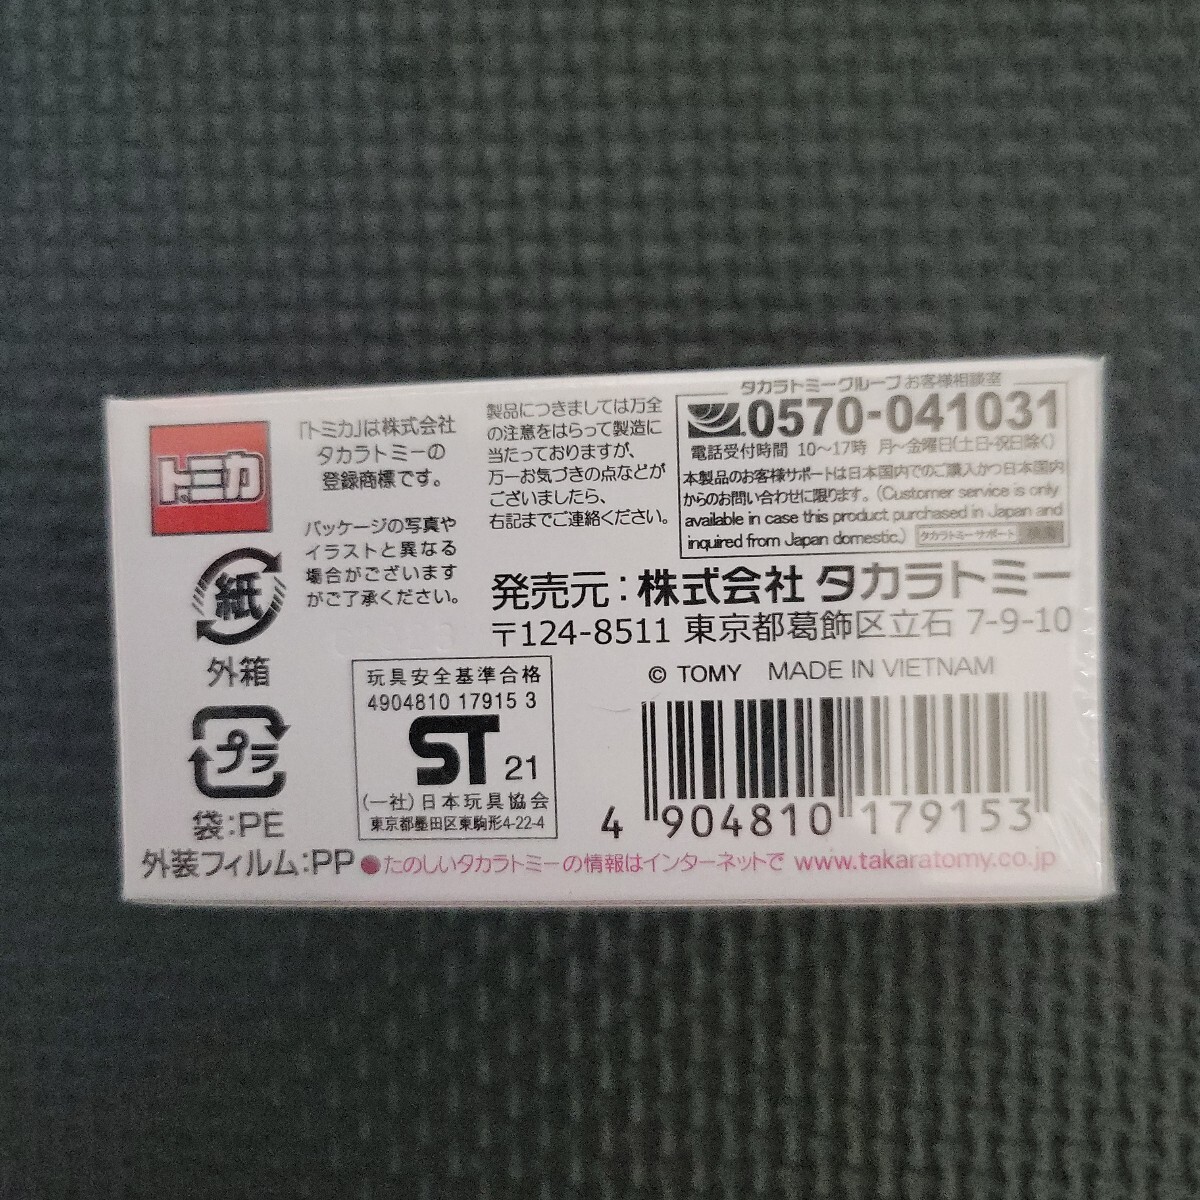 トミカ
「トミカ」は株式会社
タカラトミーの
登録商標です。
パッケージの写真や
イラストと異なる
場合がございます
がご了承ください。
製品につきましては万全
の注意をはらって製造に
当たっておりますが、
万一お気づきの点などが
ございましたら、
右記までご連絡ください。
タカラトミーグループお客様相談室
0570-041031
電話受付時間 10〜17時 月〜金曜日(土日・祝日除く)
本製品のお客様サポートは日本国内でのご購入かつ日本国内
からのお問い合わせに限ります。(Customer service is only
available in case this product purchased in Japan and
inquired from Japan domestic.)
タカラトミーサポート
発売元:株式会社 タカラトミー
〒124-8511 東京都葛飾区立石 7-9-10
© TOMY MADE IN VIETNAM
紙
外箱
プラ
袋:PE
外装フィルム:PP
玩具安全基準合格
4904810 17915 3
ST 21
(一社)日本玩具協会
東京都墨田区東駒形4-22-4
4 904810 179153
●たのしいタカラトミーの情報はインターネットで www.takaratomy.co.jp